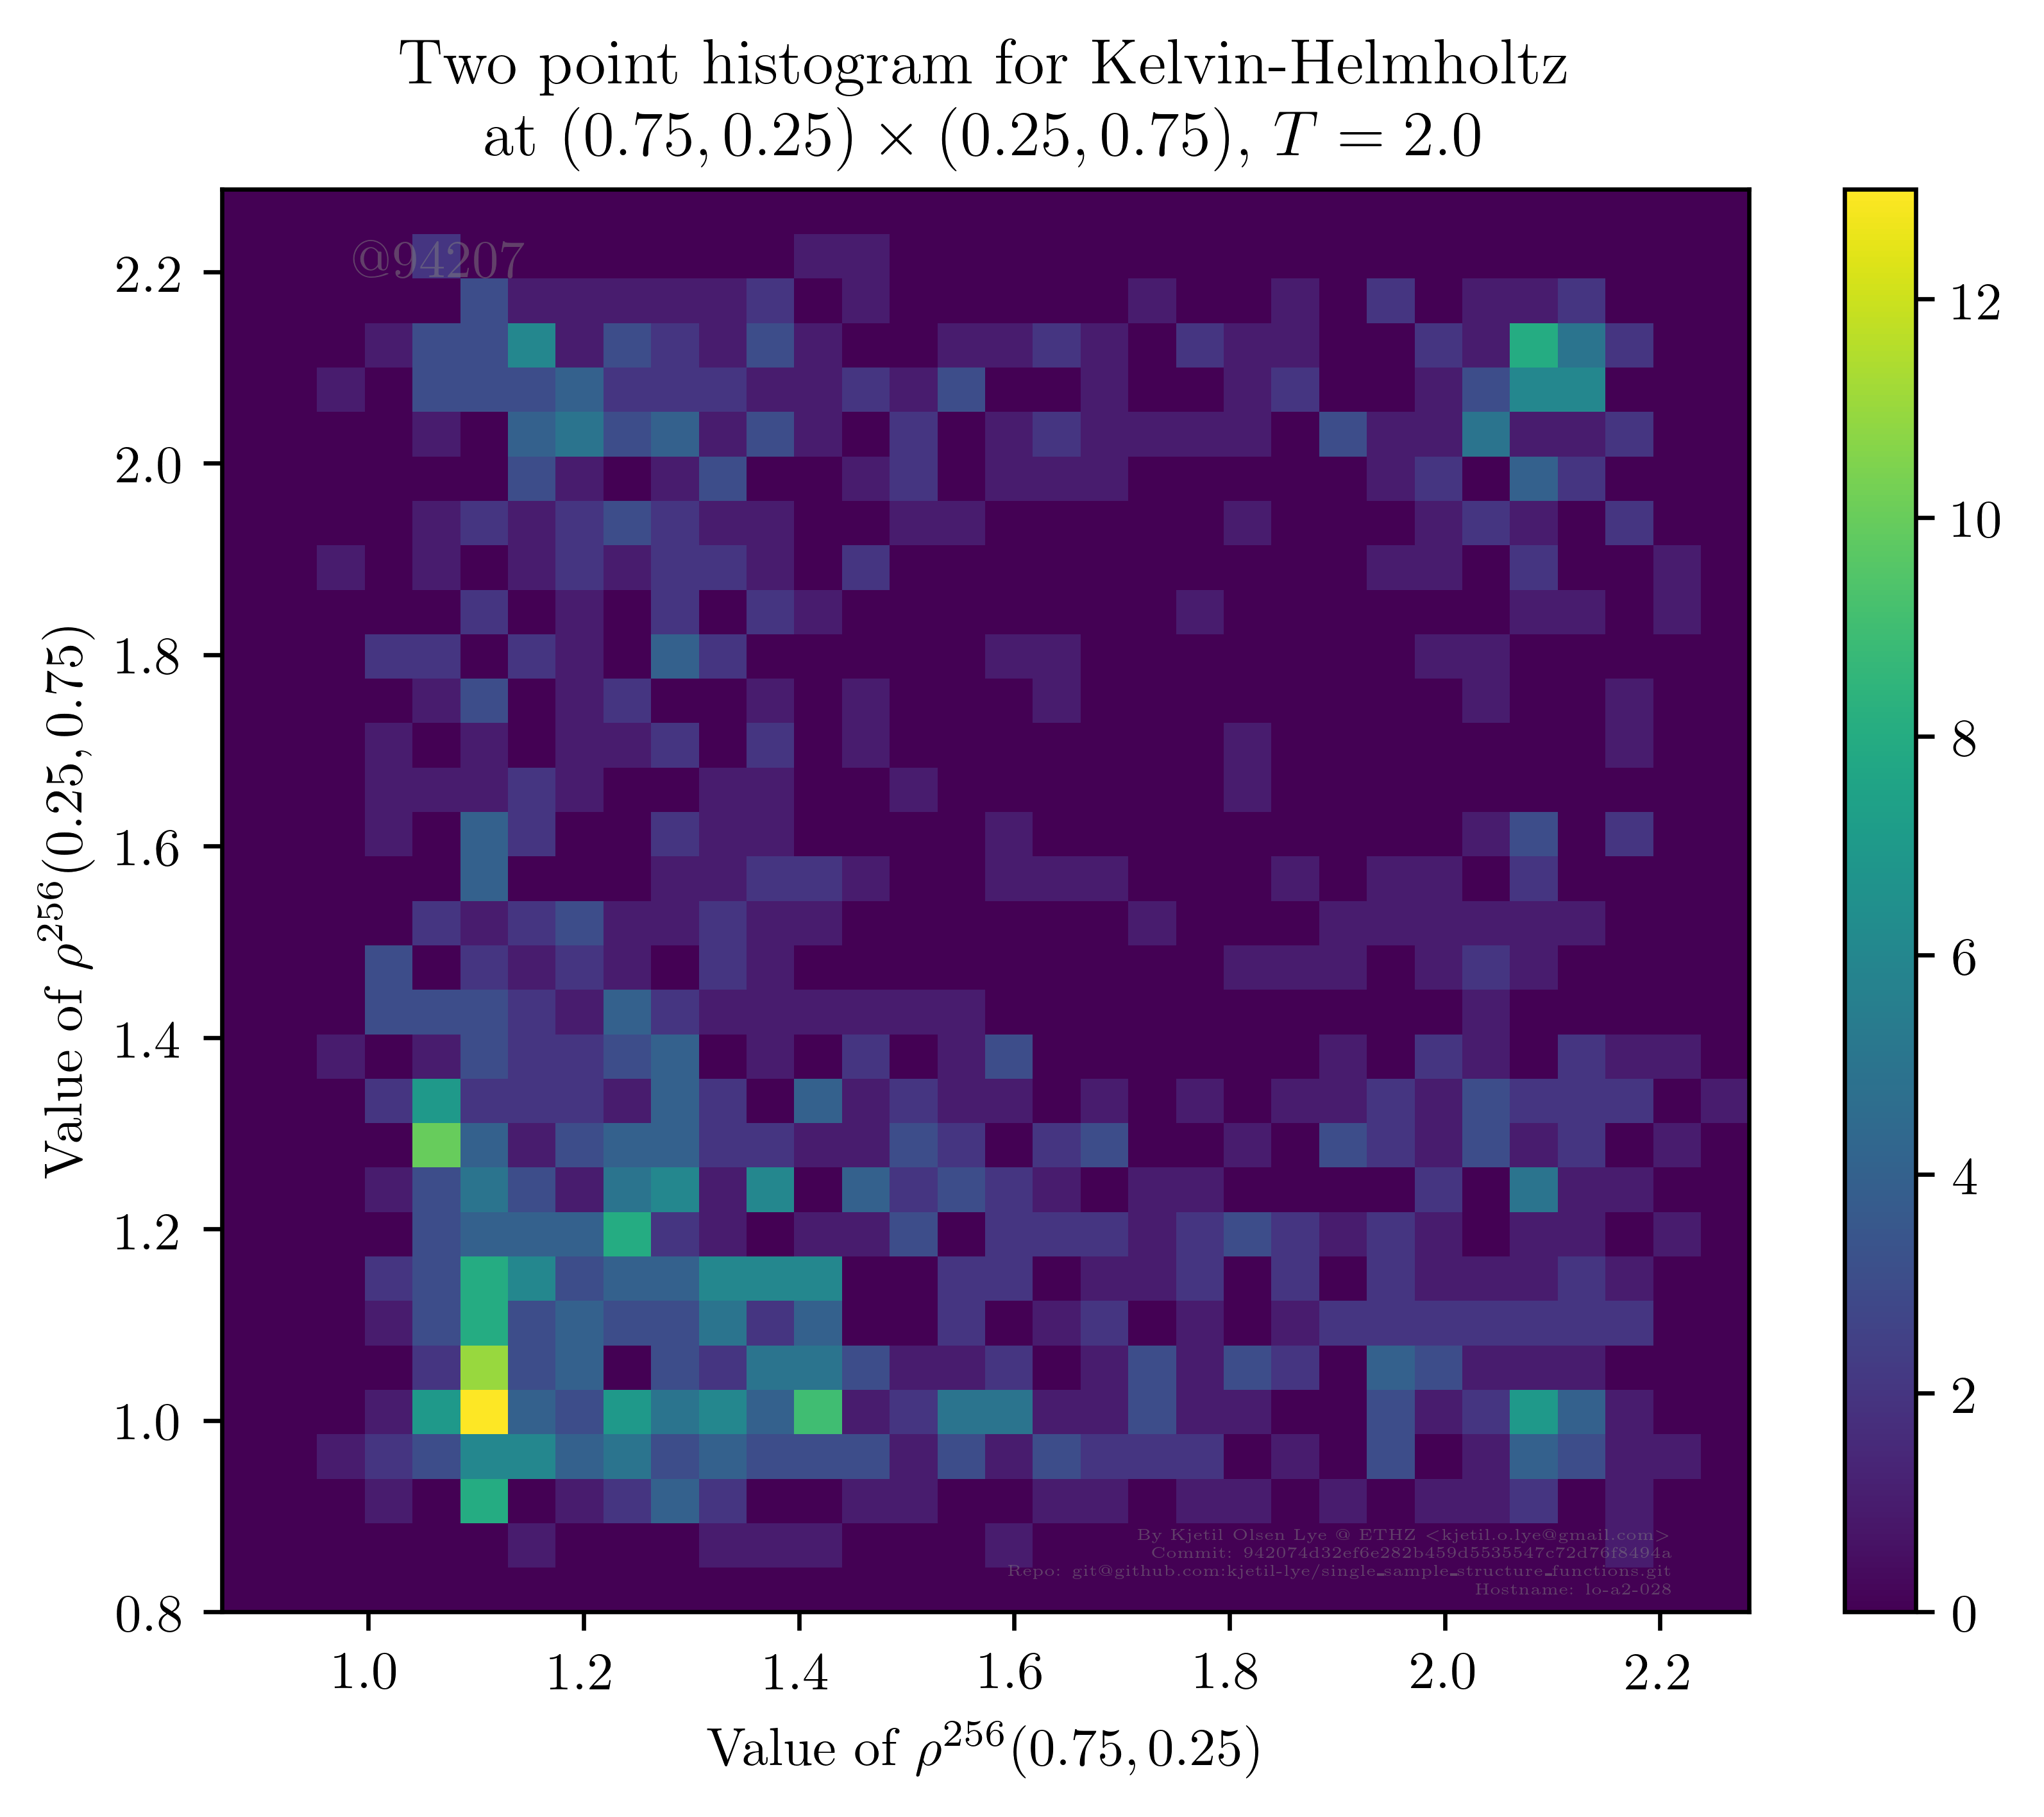 Two point histogram for Kelvin-Helmholtz
at (0.75, 0.25) × (0.25, 0.75), T = 2.0
@94207
2.2
2.0
1.8
1.6
1.4
1.2
1.0
0.8
Value of ρ^256(0.25, 0.75)
1.0 1.2 1.4 1.6 1.8 2.0 2.2
Value of ρ^256(0.75, 0.25)
12
10
8
6
4
2
0
By Kjetil Olsen Lye @ ETHZ <kjetil.o.lye@gmail.com>
Commit: 942074d32ef6e282b459d5535547c72d76f8494a
Repo: git@github.com:kjetil-lye/single_sample_structure_functions.git
Hostname: lo-a2-028